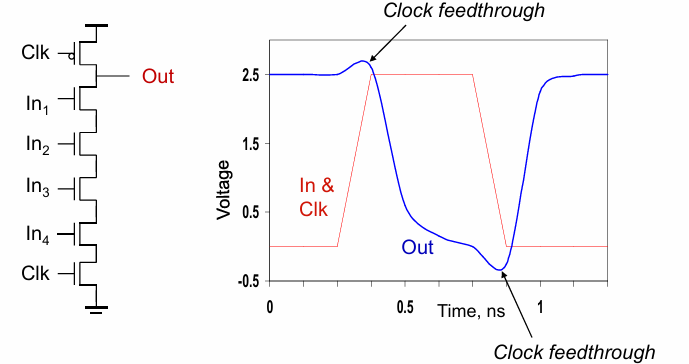 Clock feedthrough
Clk
Out
In1
In2
In3
In4
Clk
2.5
1.5
0.5
-0.5
Voltage
In &
Clk
Out
0
0.5
Time, ns
1
Clock feedthrough